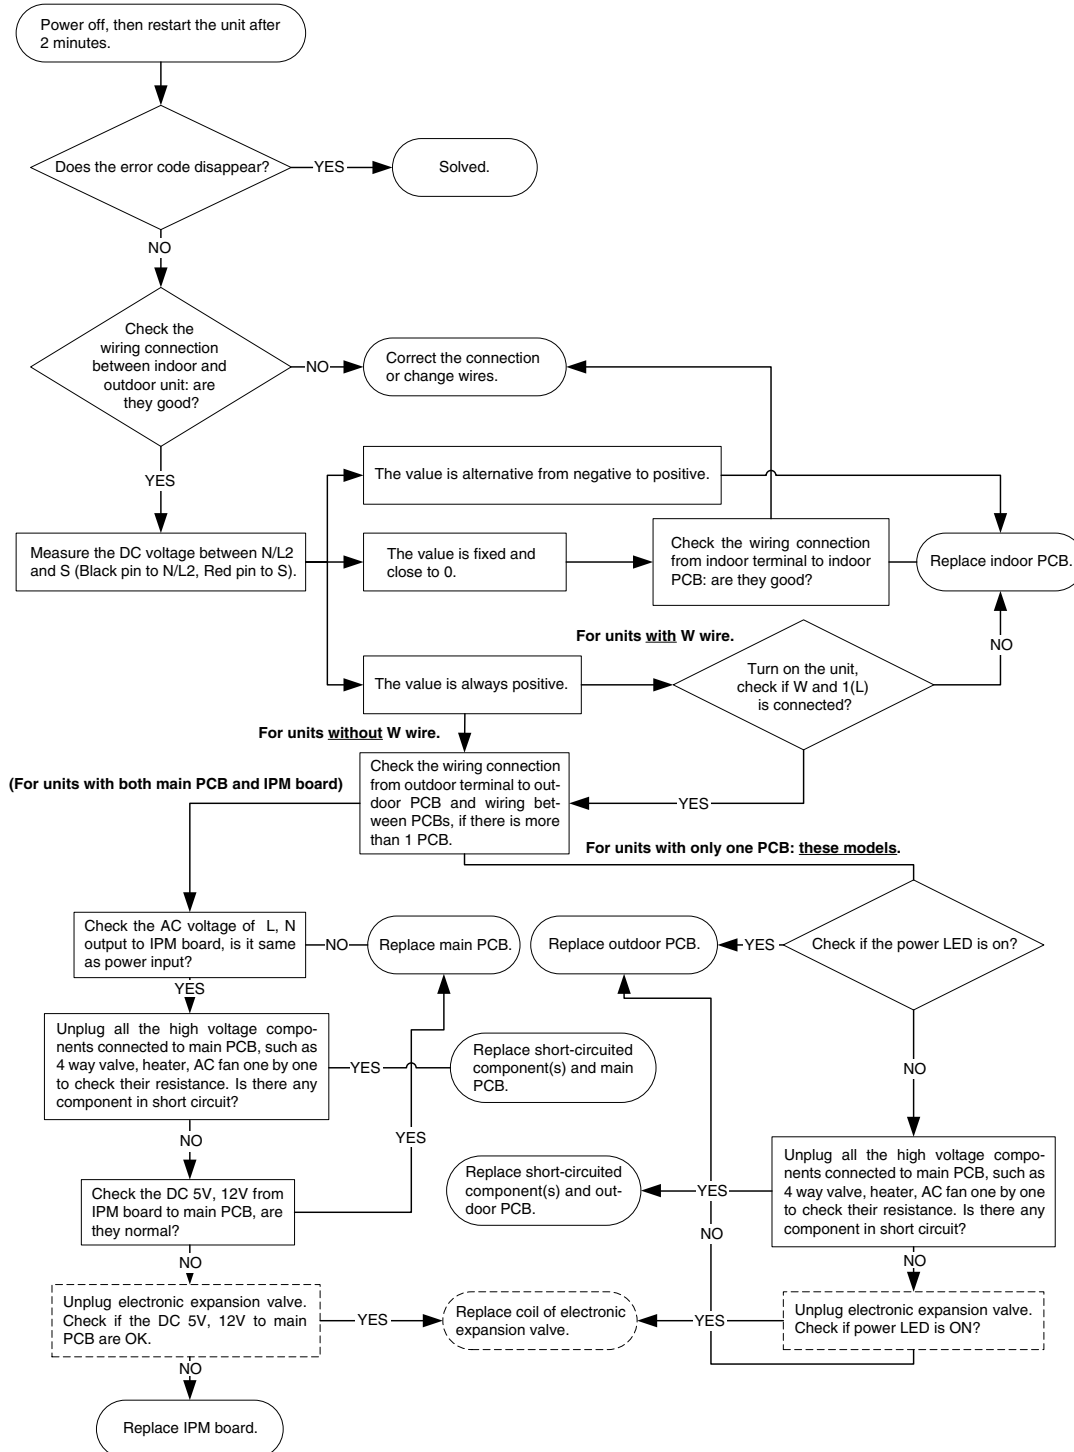 Power off, then restart the unit after
2 minutes.
Does the error code disappear?
YES
Solved.
NO
Check the
wiring connection
between indoor and
outdoor unit: are
they good?
NO
Correct the connection
or change wires.
YES
The value is alternative from negative to positive.
Measure the DC voltage between N/L2
and S (Black pin to N/L2, Red pin to S).
The value is fixed and
close to 0.
Check the wiring connection
from indoor terminal to indoor
PCB: are they good?
Replace indoor PCB.
For units with W wire.
NO
The value is always positive.
Turn on the unit,
check if W and 1(L)
is connected?
For units without W wire.
(For units with both main PCB and IPM board)
Check the wiring connection
from outdoor terminal to out-
door PCB and wiring bet-
ween PCBs, if there is more
than 1 PCB.
YES
For units with only one PCB: these models.
Check the AC voltage of L, N
output to IPM board, is it same
as power input?
NO
Replace main PCB.
Replace outdoor PCB.
YES
Check if the power LED is on?
YES
Unplug all the high voltage compo-
nents connected to main PCB, such as
4 way valve, heater, AC fan one by one
to check their resistance. Is there any
component in short circuit?
YES
Replace short-circuited
component(s) and main
PCB.
NO
NO
YES
Check the DC 5V, 12V from
IPM board to main PCB, are
they normal?
Replace short-circuited
component(s) and out-
door PCB.
YES
Unplug all the high voltage compo-
nents connected to main PCB, such as
4 way valve, heater, AC fan one by one
to check their resistance. Is there any
component in short circuit?
NO
NO
NO
Unplug electronic expansion valve.
Check if the DC 5V, 12V to main
PCB are OK.
YES
Replace coil of electronic
expansion valve.
YES
Unplug electronic expansion valve.
Check if power LED is ON?
NO
Replace IPM board.